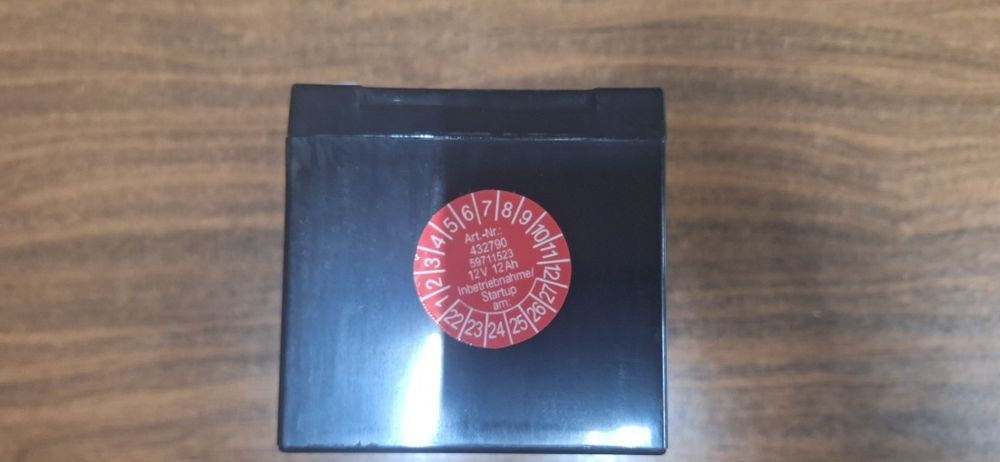 1 2 3 4 5 6 7 8 9 10 11 12
Art.-Nr.:
432790
59711523
12V 12Ah
Inbetriebnahme/
Startup
am:
22 23 24 25 26 27